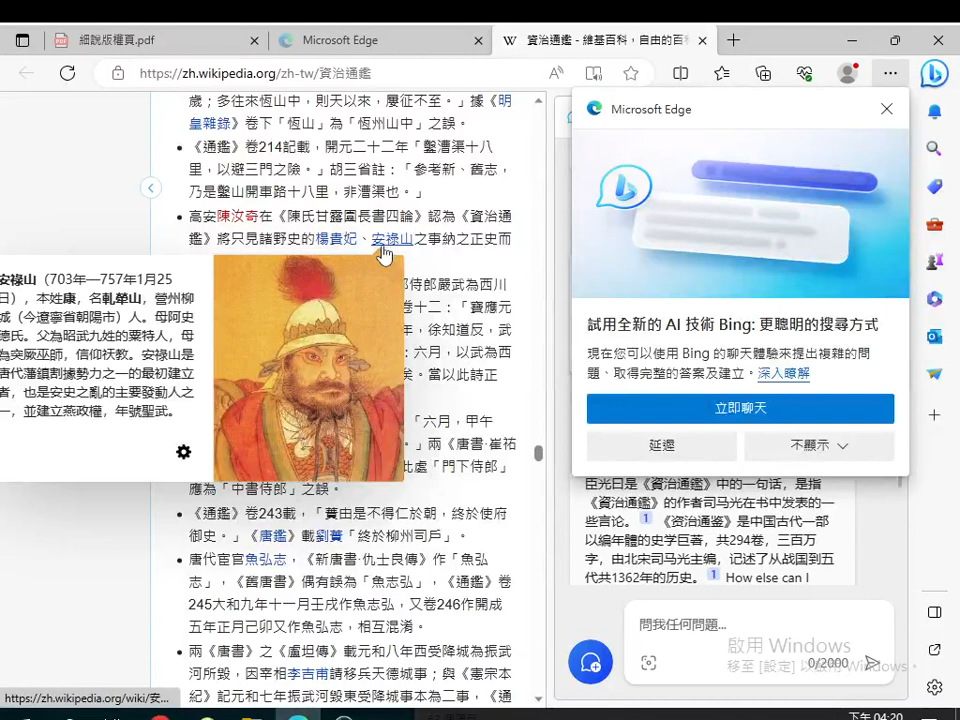 細說版權頁.pdf
Microsoft Edge
資治通鑑 - 維基百科，自由的百
https://zh.wikipedia.org/zh-tw/資治通鑑
歲；多往來恆山中，則天以來，屢征不至。」據《明
皇雜錄》卷下「恆山」為「恆州山中」之誤。
《通鑑》卷214記載，開元二十二年「鑿漕渠十八
里，以避三門之險。」胡三省註：「參考新、舊志，
乃是鑿山開車路十八里，非漕渠也。」
高安陳汝奇在《陳氏甘露園長書四論》認為《資治通
鑑》將只見諸野史的楊貴妃、安祿山之事納之正史而
安祿山（703年—757年1月25
日），本姓康，名軋犖山，營州柳
城（今遼寧省朝陽市）人。母阿史
德氏。父為昭武九姓的粟特人，母
為突厥巫師，信仰祆教。安祿山是
唐代藩鎮割據勢力之一的最初建立
者，也是安史之亂的主要發動人之
一，並建立燕政權，年號聖武。
侍郎嚴武為西川
卷十二：「寶應元
年，徐知道反，武
：六月，以武為西
矣。當以此詩正
「六月，甲午
。」兩《唐書·崔祐
此處「門下侍郎」
應為「中書侍郎」之誤。
《通鑑》卷243載，「蕡由是不得仁於朝，終於使府
御史。」《唐鑑》載劉蕡「終於柳州司戶」。
唐代宦官魚弘志，《新唐書·仇士良傳》作「魚弘
志」，《舊唐書》偶有誤為「魚志弘」，《通鑑》卷
245大和九年十一月壬戌作魚志弘，又卷246作開成
五年正月己卯又作魚弘志，相互混淆。
兩《唐書》之《盧坦傳》載元和八年西受降城為振武
河所毀，因宰相李吉甫請移兵天德城事；與《憲宗本
紀》記元和七年振武河毀東受降城事本為二事，《通
https://zh.wikipedia.org/wiki/安...
Microsoft Edge
試用全新的 AI 技術 Bing: 更聰明的搜尋方式
現在您可以使用 Bing 的聊天體驗來提出複雜的問
題、取得完整的答案及建立。深入瞭解
立即聊天
延遲
不顯示
臣光曰是《資治通鑑》中的一句話，是指
《資治通鑑》的作者司马光在书中发表的一
些言论。1 《资治通鉴》是中国古代一部
以编年體的史学巨著，共294卷，三百万
字，由北宋司马光主编，记述了从战国到五
代共1362年的历史。1 How else can I
問我任何問題...
0/2000
啟用 Windows
移至 [設定] 以啟用 Windows。
下午 04:20